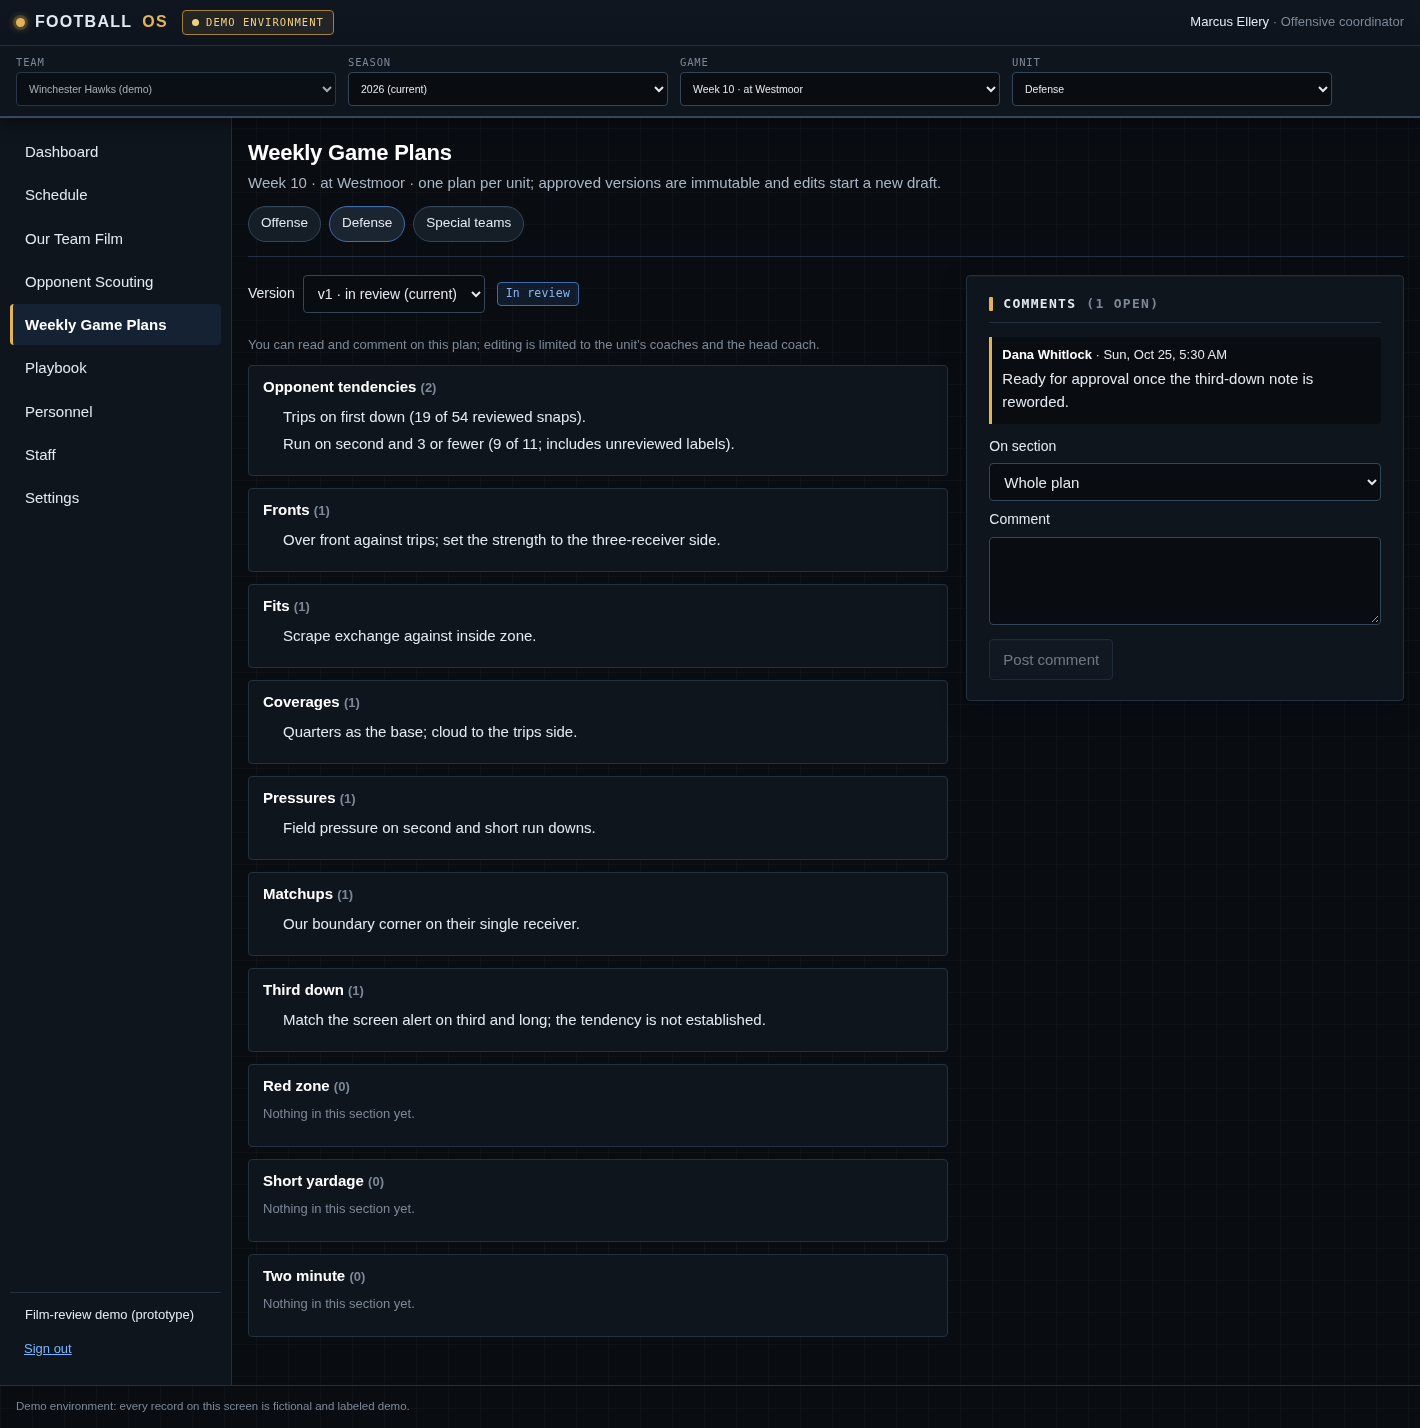 FOOTBALL OS
DEMO ENVIRONMENT
Marcus Ellery · Offensive coordinator
TEAM
Winchester Hawks (demo)
SEASON
2026 (current)
GAME
Week 10 · at Westmoor
UNIT
Defense
Dashboard
Schedule
Our Team Film
Opponent Scouting
Weekly Game Plans
Playbook
Personnel
Staff
Settings
Film-review demo (prototype)
Sign out
Weekly Game Plans
Week 10 · at Westmoor · one plan per unit; approved versions are immutable and edits start a new draft.
Offense
Defense
Special teams
Version
v1 · in review (current)
In review
You can read and comment on this plan; editing is limited to the unit's coaches and the head coach.
Opponent tendencies (2)
Trips on first down (19 of 54 reviewed snaps).
Run on second and 3 or fewer (9 of 11; includes unreviewed labels).
Fronts (1)
Over front against trips; set the strength to the three-receiver side.
Fits (1)
Scrape exchange against inside zone.
Coverages (1)
Quarters as the base; cloud to the trips side.
Pressures (1)
Field pressure on second and short run downs.
Matchups (1)
Our boundary corner on their single receiver.
Third down (1)
Match the screen alert on third and long; the tendency is not established.
Red zone (0)
Nothing in this section yet.
Short yardage (0)
Nothing in this section yet.
Two minute (0)
Nothing in this section yet.
COMMENTS (1 OPEN)
Dana Whitlock · Sun, Oct 25, 5:30 AM
Ready for approval once the third-down note is
reworded.
On section
Whole plan
Comment
Post comment
Demo environment: every record on this screen is fictional and labeled demo.